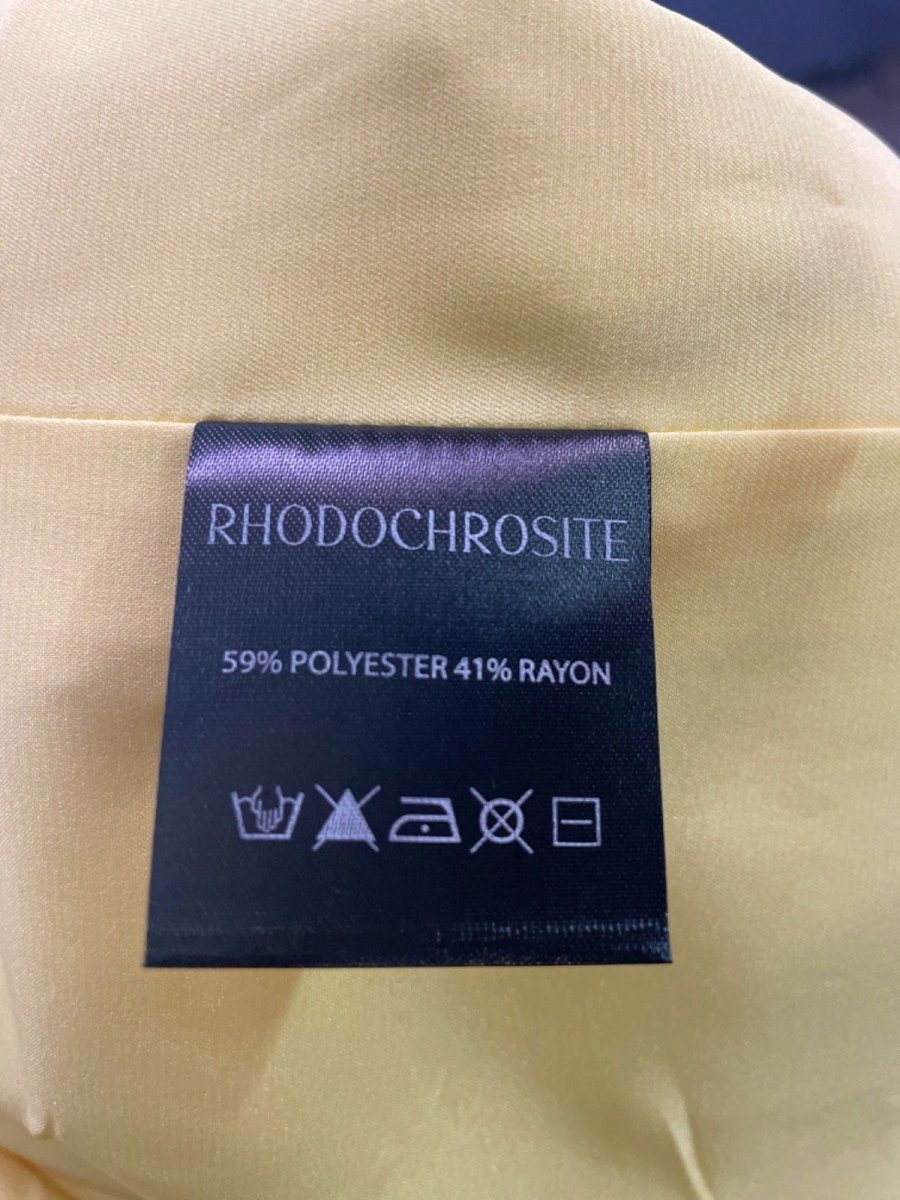 RHODOCHROSITE
59% POLYESTER 41% RAYON